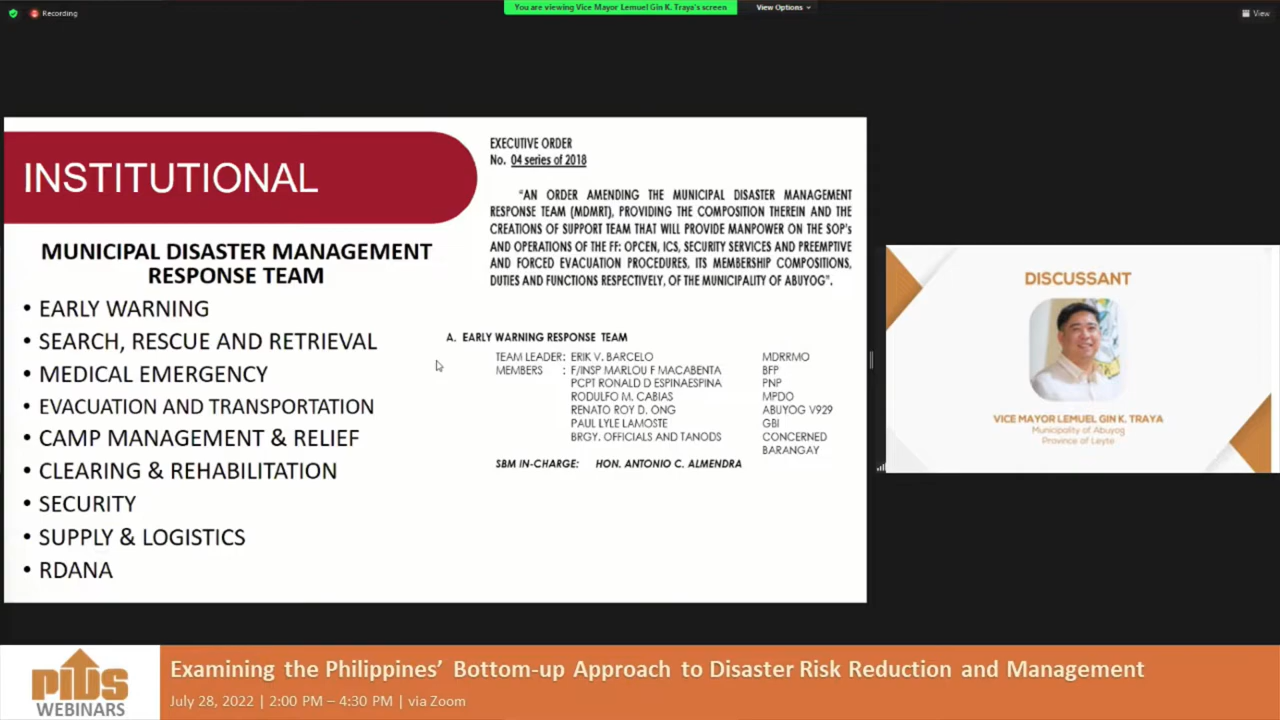 Recording
You are viewing Vice Mayor Lemuel Gin K. Traya's screen
View Options
View
INSTITUTIONAL
MUNICIPAL DISASTER MANAGEMENT
RESPONSE TEAM
• EARLY WARNING
• SEARCH, RESCUE AND RETRIEVAL
• MEDICAL EMERGENCY
• EVACUATION AND TRANSPORTATION
• CAMP MANAGEMENT & RELIEF
• CLEARING & REHABILITATION
• SECURITY
• SUPPLY & LOGISTICS
• RDANA
EXECUTIVE ORDER
No. 04 series of 2018
"AN ORDER AMENDING THE MUNICIPAL DISASTER MANAGEMENT
RESPONSE TEAM (MDMRT), PROVIDING THE COMPOSITION THEREIN AND THE
CREATIONS OF SUPPORT TEAM THAT WILL PROVIDE MANPOWER ON THE SOP's
AND OPERATIONS OF THE FF: OPCEN, ICS, SECURITY SERVICES AND PREEMPTIVE
AND FORCED EVACUATION PROCEDURES, ITS MEMBERSHIP COMPOSITIONS,
DUTIES AND FUNCTIONS RESPECTIVELY, OF THE MUNICIPALITY OF ABUYOG".
A. EARLY WARNING RESPONSE TEAM
TEAM LEADER: ERIK V. BARCELO MDRRMO
MEMBERS : F/INSP MARLOU F MACABENTA BFP
PCPT RONALD D ESPINAESPINA PNP
RODULFO M. CABIAS MPDO
RENATO ROY D. ONG ABUYOG V929
PAUL LYLE LAMOSTE GBI
BRGY. OFFICIALS AND TANODS CONCERNED
BARANGAY
SBM IN-CHARGE: HON. ANTONIO C. ALMENDRA
DISCUSSANT
VICE MAYOR LEMUEL GIN K. TRAYA
Municipality of Abuyog
Province of Leyte
PIDS
WEBINARS
Examining the Philippines' Bottom-up Approach to Disaster Risk Reduction and Management
July 28, 2022 | 2:00 PM – 4:30 PM | via Zoom